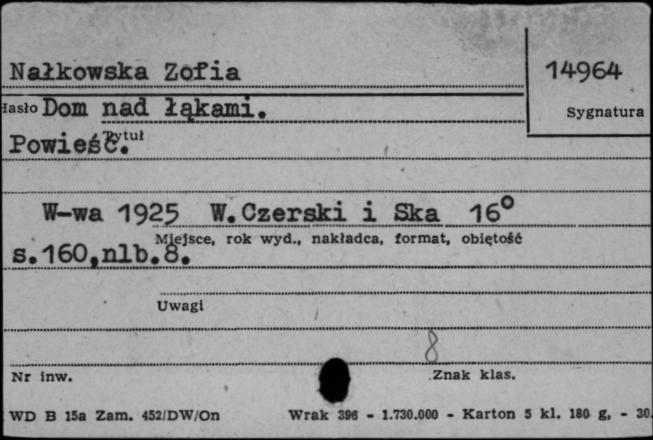 Nałkowska Zofia
14964
Hasło Dom nad łąkami.
Sygnatura
Tytuł
Powieść.
W-wa 1925 W.Czerski i Ska 16°
Miejsce, rok wyd., nakładca, format, objętość
s.160,nlb.8.
Uwagi
8
Nr inw.
Znak klas.
WD B 15a Zam. 452/DW/On Wrak 396 - 1.730.000 - Karton 5 kl. 180 g. - 30.